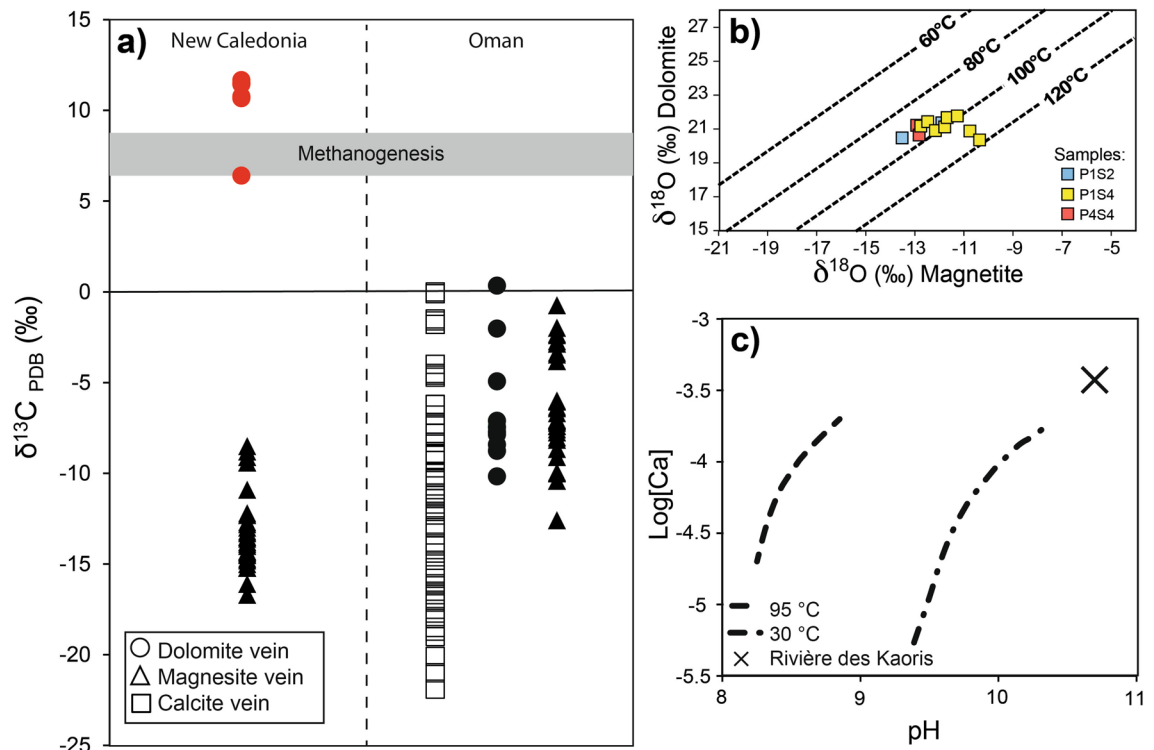 a)
New Caledonia
Oman
15
10
5
0
-5
-10
-15
-20
-25
δ13C PDB (‰)
Methanogenesis
Dolomite vein
Magnesite vein
Calcite vein
b)
27
25
23
21
19
17
15
δ18O (‰) Dolomite
60°C
80°C
100°C
120°C
Samples:
P1S2
P1S4
P4S4
-21 -19 -17 -15 -13 -11 -9 -7 -5
δ18O (‰) Magnetite
c)
-3
-3.5
-4
-4.5
-5
-5.5
Log[Ca]
95 °C
30 °C
Rivière des Kaoris
8 9 10 11
pH